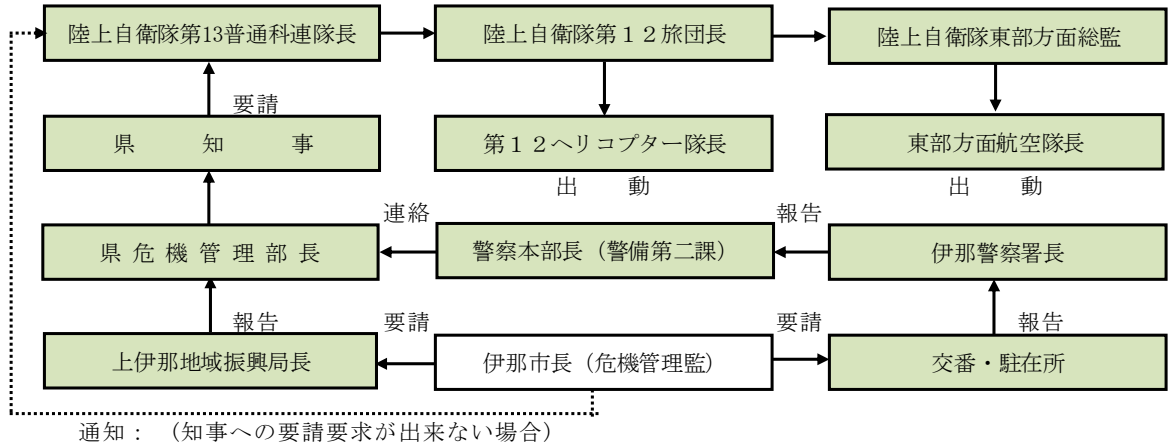 陸上自衛隊第13普通科連隊長
陸上自衛隊第１２旅団長
陸上自衛隊東部方面総監
要請
県　知　事
第１２ヘリコプター隊長
東部方面航空隊長
出　動
出　動
連絡
報告
県危機管理部長
警察本部長（警備第二課）
伊那警察署長
報告
要請
要請
報告
上伊那地域振興局長
伊那市長（危機管理監）
交番・駐在所
通知：（知事への要請要求が出来ない場合）